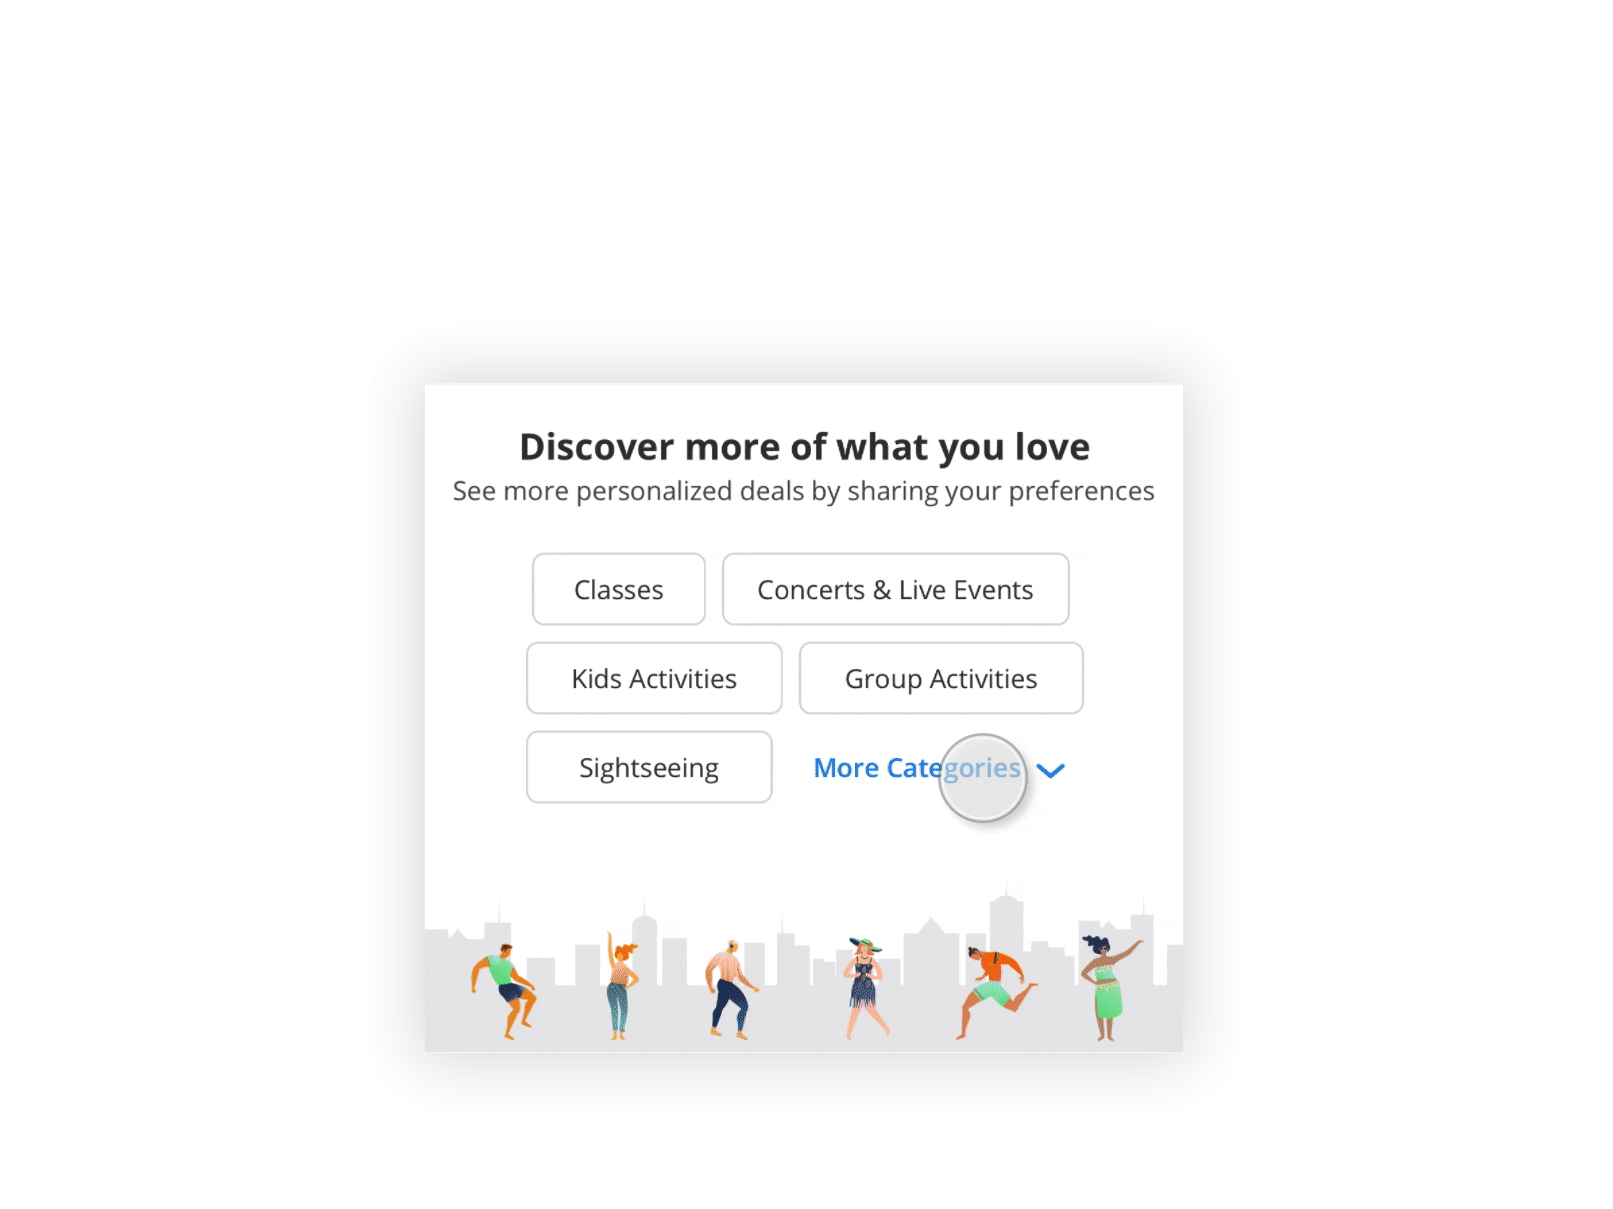 Discover more of what you love
See more personalized deals by sharing your preferences
Classes
Concerts & Live Events
Kids Activities
Group Activities
Sightseeing
More Categories